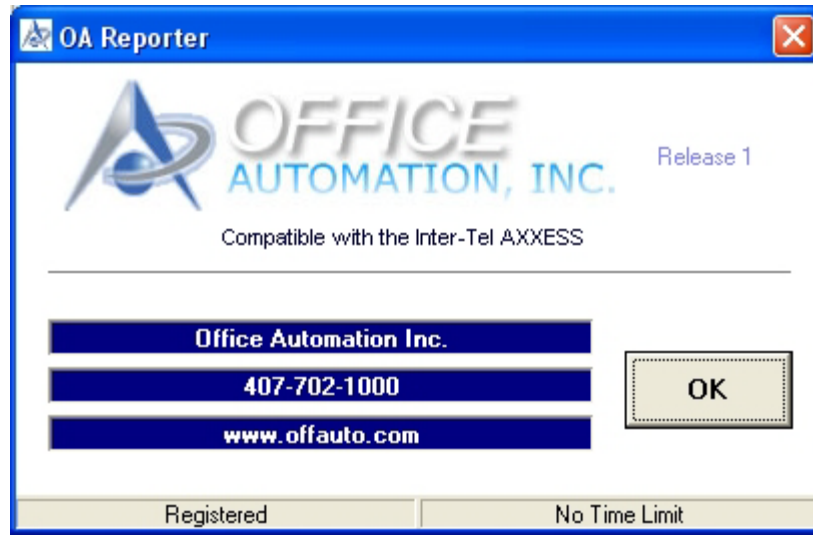 OA Reporter
OFFICE
AUTOMATION, INC.
Release 1
Compatible with the Inter-Tel AXXESS
Office Automation Inc.
407-702-1000
OK
www.offauto.com
Registered
No Time Limit